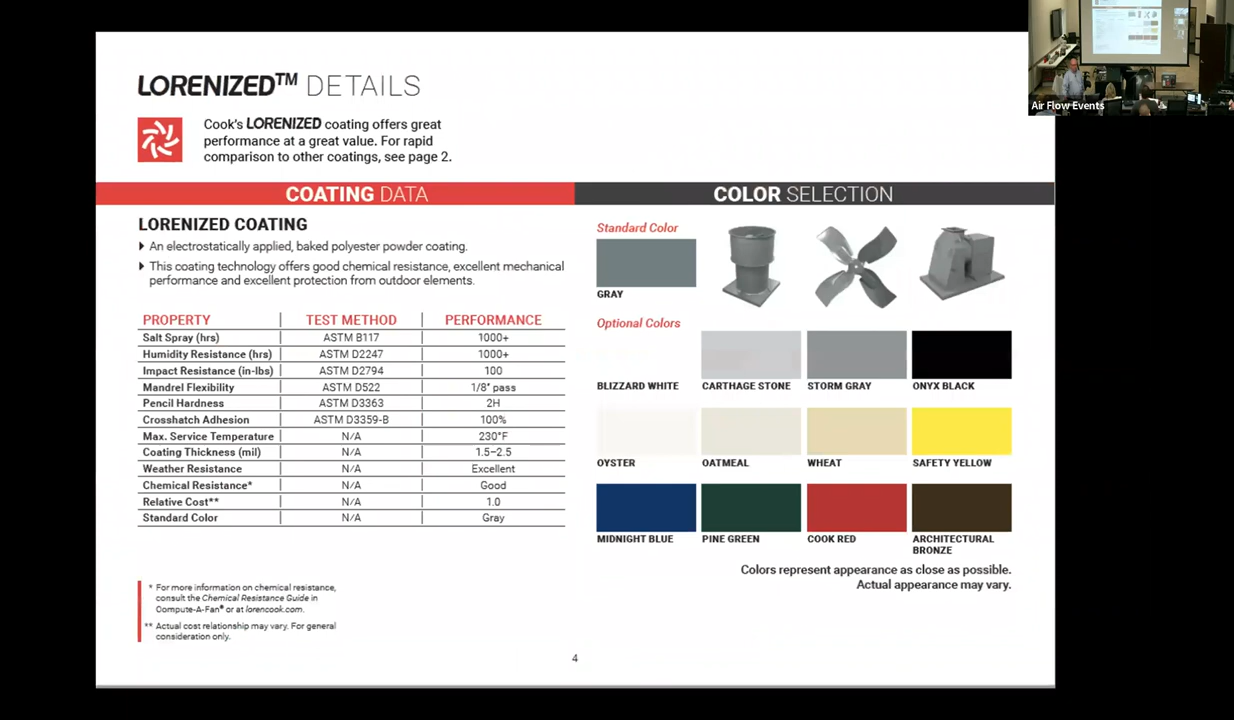 LORENIZED™ DETAILS
Cook's LORENIZED coating offers great
performance at a great value. For rapid
comparison to other coatings, see page 2.
Air Flow Events
COATING DATA
COLOR SELECTION
LORENIZED COATING
An electrostatically applied, baked polyester powder coating.
This coating technology offers good chemical resistance, excellent mechanical
performance and excellent protection from outdoor elements.
PROPERTY TEST METHOD PERFORMANCE
Salt Spray (hrs) ASTM B117 1000+
Humidity Resistance (hrs) ASTM D2247 1000+
Impact Resistance (in-lbs) ASTM D2794 100
Mandrel Flexibility ASTM D522 1/8" pass
Pencil Hardness ASTM D3363 2H
Crosshatch Adhesion ASTM D3359-B 100%
Max. Service Temperature N/A 230°F
Coating Thickness (mil) N/A 1.5–2.5
Weather Resistance N/A Excellent
Chemical Resistance* N/A Good
Relative Cost** N/A 1.0
Standard Color N/A Gray
* For more information on chemical resistance,
consult the Chemical Resistance Guide in
Compute-A-Fan® or at lorencook.com.
** Actual cost relationship may vary. For general
consideration only.
Standard Color
GRAY
Optional Colors
BLIZZARD WHITE CARTHAGE STONE STORM GRAY ONYX BLACK
OYSTER OATMEAL WHEAT SAFETY YELLOW
MIDNIGHT BLUE PINE GREEN COOK RED ARCHITECTURAL
BRONZE
Colors represent appearance as close as possible.
Actual appearance may vary.
4